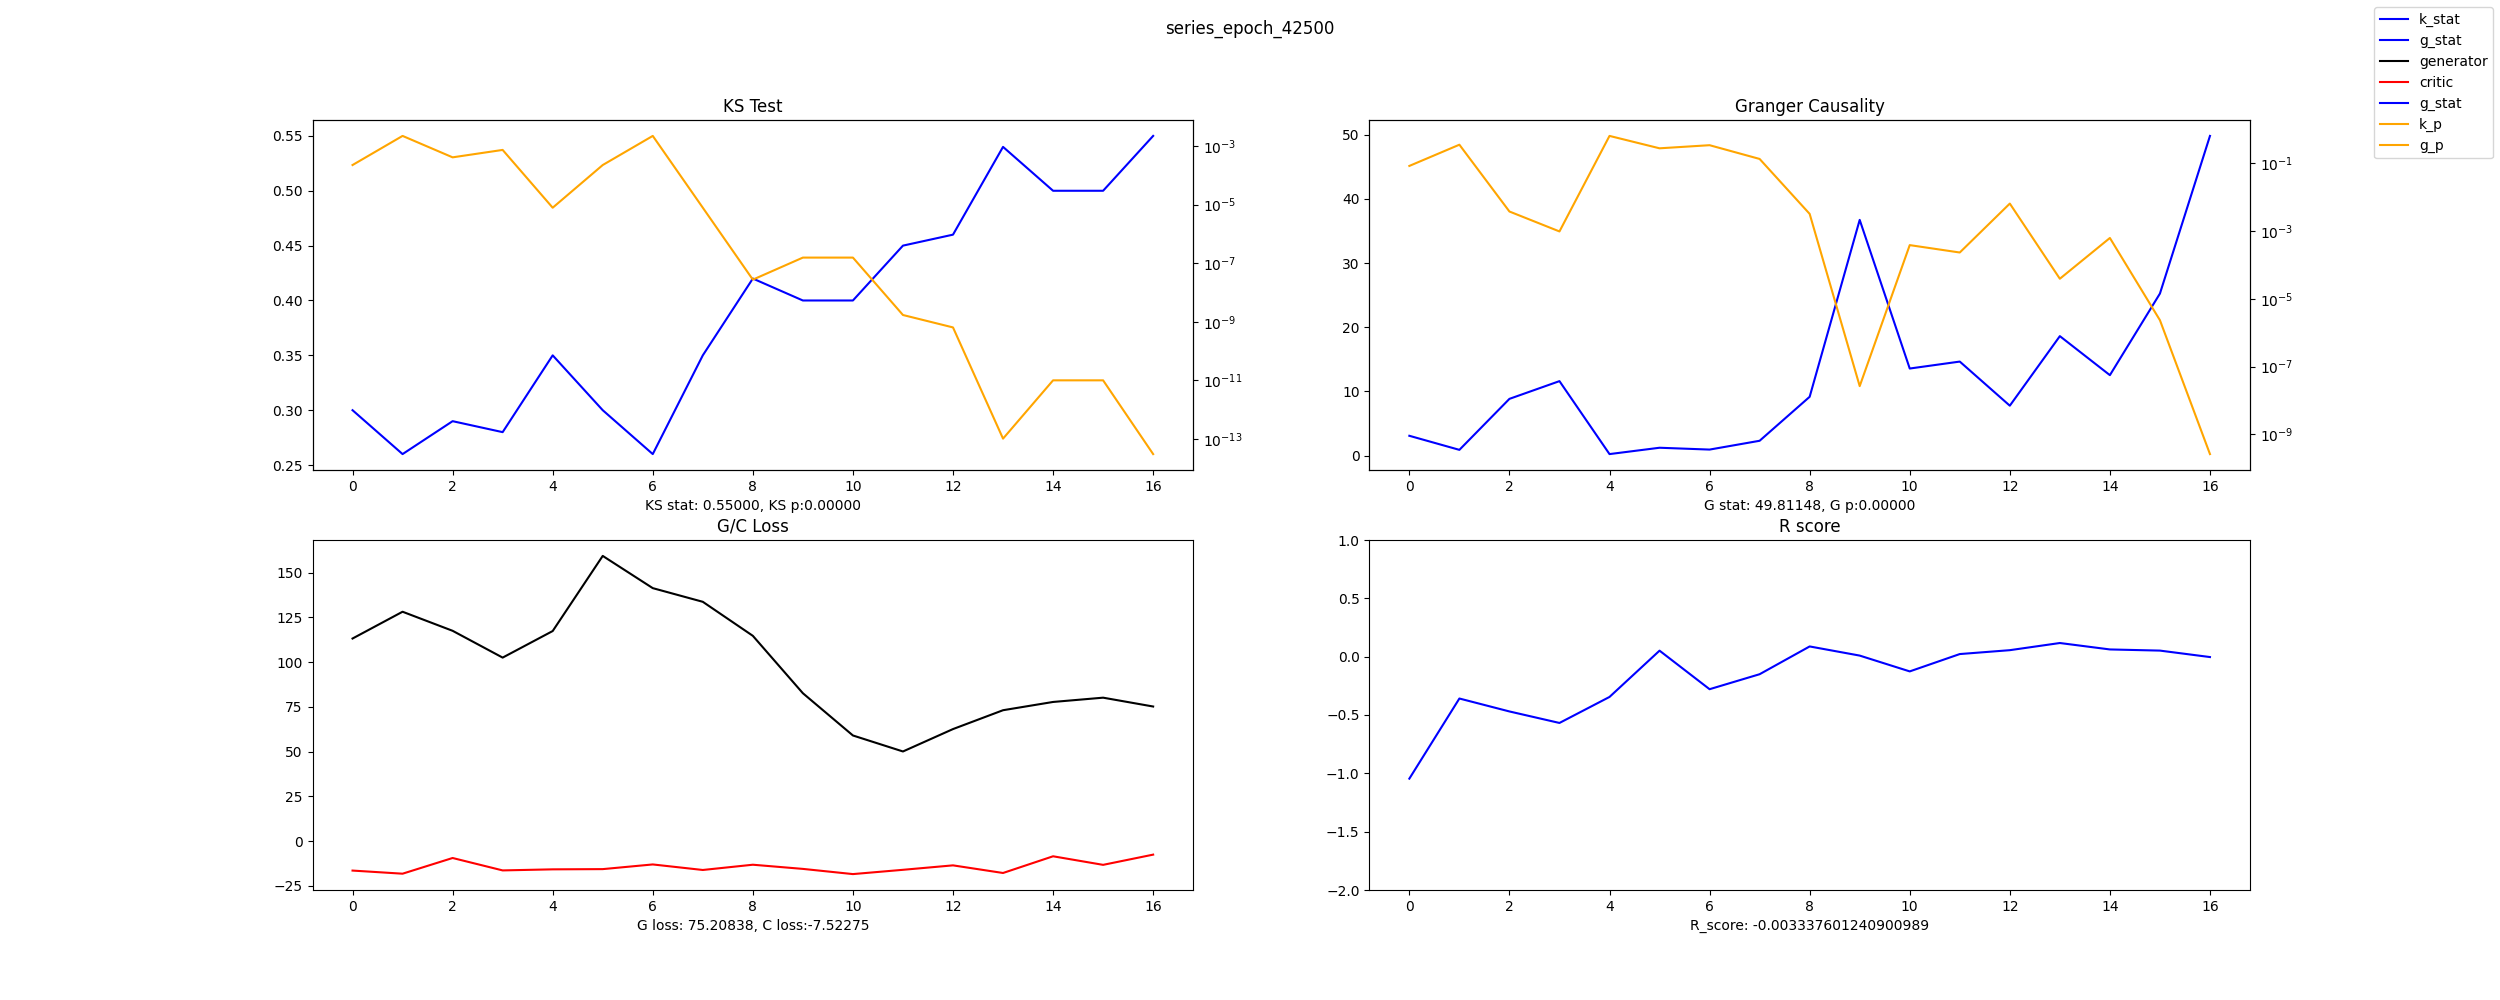 series_epoch_42500
k_stat
g_stat
generator
critic
g_stat
k_p
g_p
KS Test
0.55
0.50
0.45
0.40
0.35
0.30
0.25
10⁻³
10⁻⁵
10⁻⁷
10⁻⁹
10⁻¹¹
10⁻¹³
0 2 4 6 8 10 12 14 16
KS stat: 0.55000, KS p:0.00000
Granger Causality
50
40
30
20
10
0
10⁻¹
10⁻³
10⁻⁵
10⁻⁷
10⁻⁹
0 2 4 6 8 10 12 14 16
G stat: 49.81148, G p:0.00000
G/C Loss
150
125
100
75
50
25
0
−25
0 2 4 6 8 10 12 14 16
G loss: 75.20838, C loss:-7.52275
R score
1.0
0.5
0.0
−0.5
−1.0
−1.5
−2.0
0 2 4 6 8 10 12 14 16
R_score: -0.003337601240900989